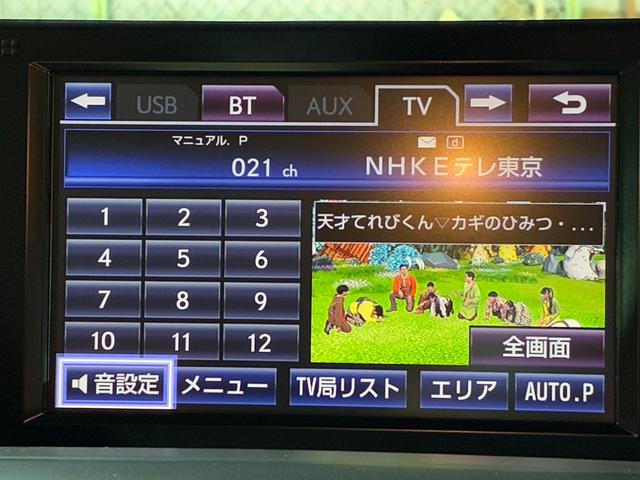 USB BT AUX TV
マニュアル. P
021 ch NHKEテレ東京
d
1 2 3
天才てれびくん▽カギのひみつ・...
4 5 6
7 8 9
10 11 12
全画面
音設定 メニュー TV局リスト エリア AUTO.P